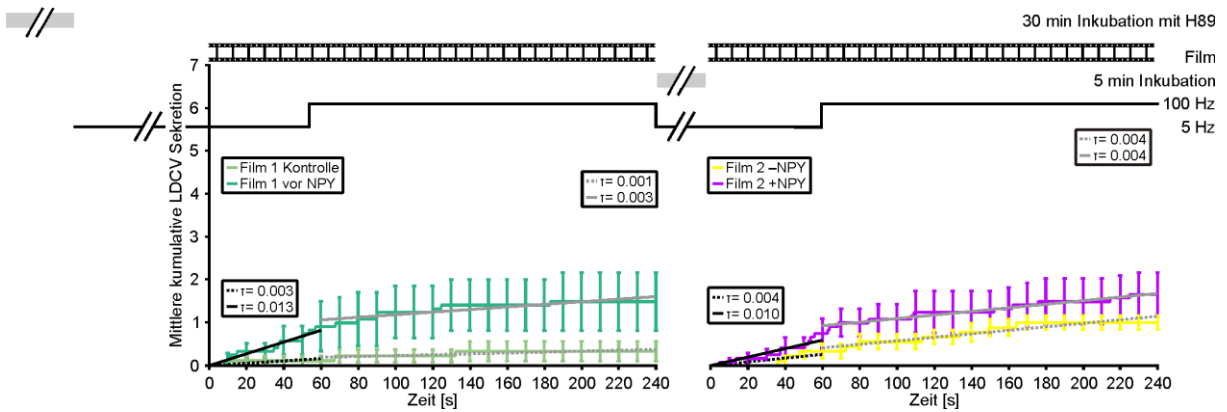 30 min Inkubation mit H89
Film
5 min Inkubation
100 Hz
5 Hz
Mittlere kumulative LDCV Sekretion
7
6
5
4
3
2
1
0
Film 1 Kontrolle
Film 1 vor NPY
τ= 0.001
τ= 0.003
τ= 0.003
τ= 0.013
0 20 40 60 80 100 120 140 160 180 200 220 240
Zeit [s]
Film 2 –NPY
Film 2 +NPY
τ= 0.004
τ= 0.004
τ= 0.004
τ= 0.010
0 20 40 60 80 100 120 140 160 180 200 220 240
Zeit [s]